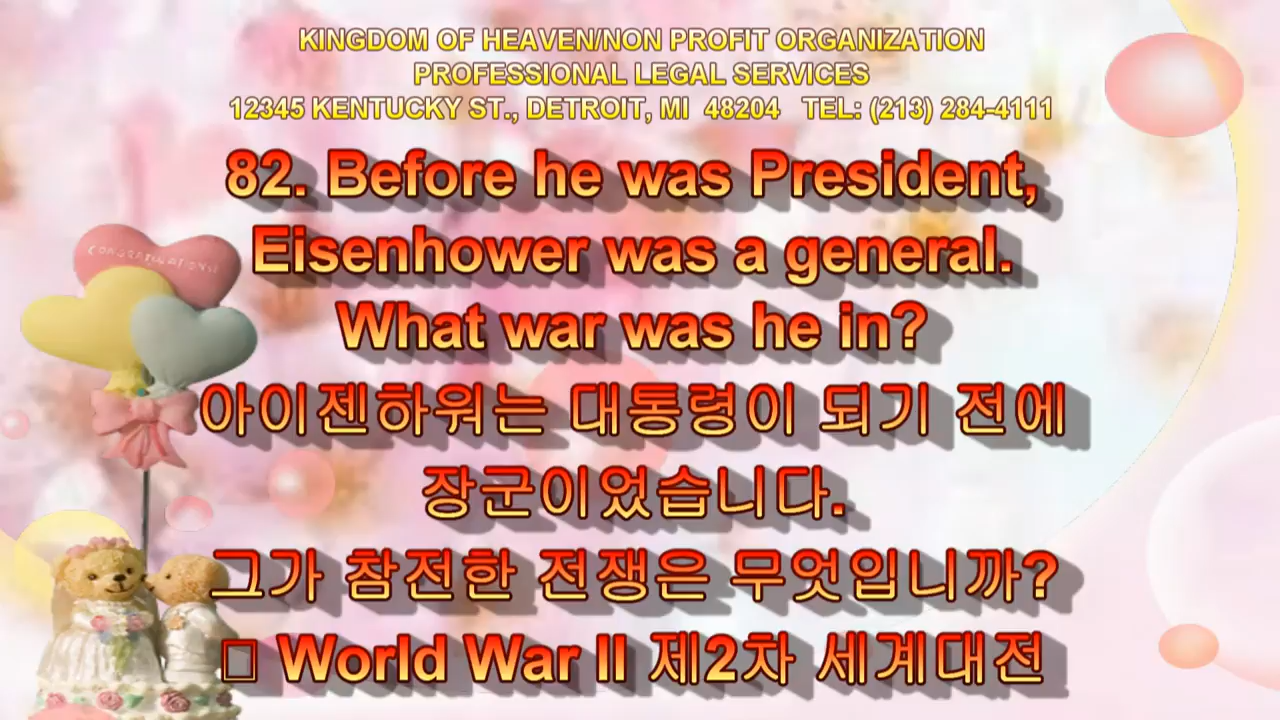 KINGDOM OF HEAVEN/NON PROFIT ORGANIZATION
PROFESSIONAL LEGAL SERVICES
12345 KENTUCKY ST., DETROIT, MI 48204 TEL: (213) 284-4111
82. Before he was President,
Eisenhower was a general.
What war was he in?
CONGRATULATIONS!
아이젠하워는 대통령이 되기 전에
장군이었습니다.
그가 참전한 전쟁은 무엇입니까?
□ World War II 제2차 세계대전